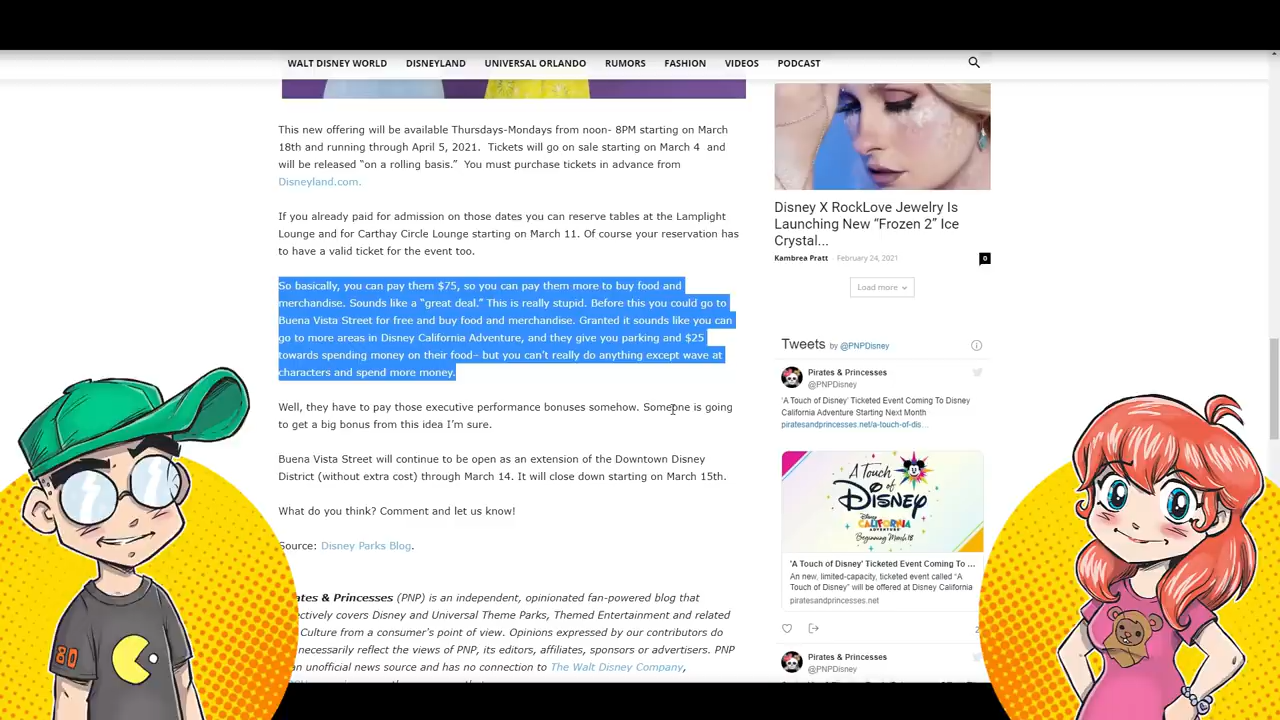 WALT DISNEY WORLD DISNEYLAND UNIVERSAL ORLANDO RUMORS FASHION VIDEOS PODCAST
This new offering will be available Thursdays-Mondays from noon- 8PM starting on March
18th and running through April 5, 2021. Tickets will go on sale starting on March 4 and
will be released “on a rolling basis.” You must purchase tickets in advance from
Disneyland.com.
If you already paid for admission on those dates you can reserve tables at the Lamplight
Lounge and for Carthay Circle Lounge starting on March 11. Of course your reservation has
to have a valid ticket for the event too.
So basically, you can pay them $75, so you can pay them more to buy food and
merchandise. Sounds like a “great deal.” This is really stupid. Before this you could go to
Buena Vista Street for free and buy food and merchandise. Granted it sounds like you can
go to more areas in Disney California Adventure, and they give you parking and $25
towards spending money on their food– but you can’t really do anything except wave at
characters and spend more money.
Well, they have to pay those executive performance bonuses somehow. Someone is going
to get a big bonus from this idea I’m sure.
Buena Vista Street will continue to be open as an extension of the Downtown Disney
District (without extra cost) through March 14. It will close down starting on March 15th.
What do you think? Comment and let us know!
Source: Disney Parks Blog.
& Princesses (PNP) is an independent, opinionated fan-powered blog that
covers Disney and Universal Theme Parks, Themed Entertainment and related
Culture from a consumer's point of view. Opinions expressed by our contributors do
reflect the views of PNP, its editors, affiliates, sponsors or advertisers. PNP
an unofficial news source and has no connection to The Walt Disney Company,
Disney X RockLove Jewelry Is
Launching New “Frozen 2” Ice
Crystal...
Kambrea Pratt - February 24, 2021 0
Load more
Tweets by @PNPDisney
Pirates & Princesses
@PNPDisney
'A Touch of Disney' Ticketed Event Coming To Disney
California Adventure Starting Next Month
piratesandprincesses.net/a-touch-of-dis…
A Touch
of
DISNEY
Disney
CALIFORNIA
ADVENTURE
Beginning March 18
'A Touch of Disney' Ticketed Event Coming To ...
An new, limited-capacity, ticketed event called “A
Touch of Disney” will be offered at Disney California
piratesandprincesses.net
Pirates & Princesses
@PNPDisney
80